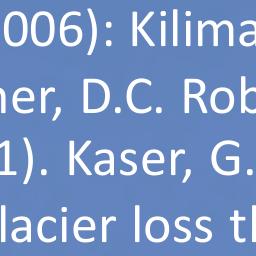 006): Kilima
ner, D.C. Rob
1). Kaser, G.
lacier loss t